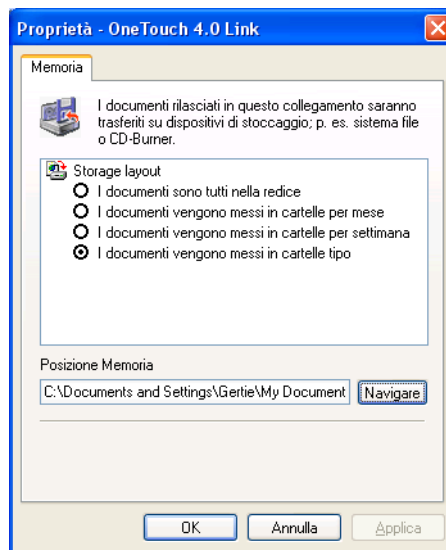 Proprietà - OneTouch 4.0 Link
Memoria
I documenti rilasciati in questo collegamento saranno
trasferiti su dispositivi di stoccaggio; p. es. sistema file
o CD-Burner.
Storage layout
I documenti sono tutti nella redice
I documenti vengono messi in cartelle per mese
I documenti vengono messi in cartelle per settimana
I documenti vengono messi in cartelle tipo
Posizione Memoria
C:\Documents and Settings\Gertie\My Document
Navigare
OK
Annulla
Applica